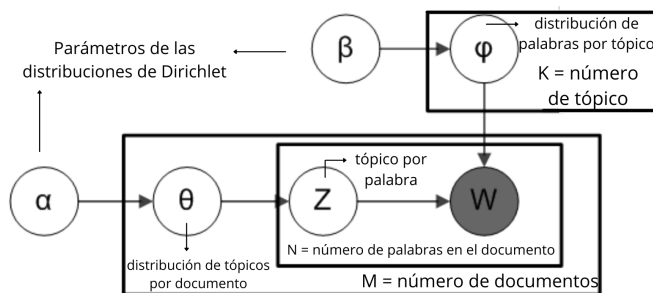 distribución de
palabras por tópico
Parámetros de las
distribuciones de Dirichlet
β
φ
K = número
de tópico
tópico por
palabra
α
θ
Z
W
N = número de palabras en el documento
distribución de tópicos
por documento
M = número de documentos